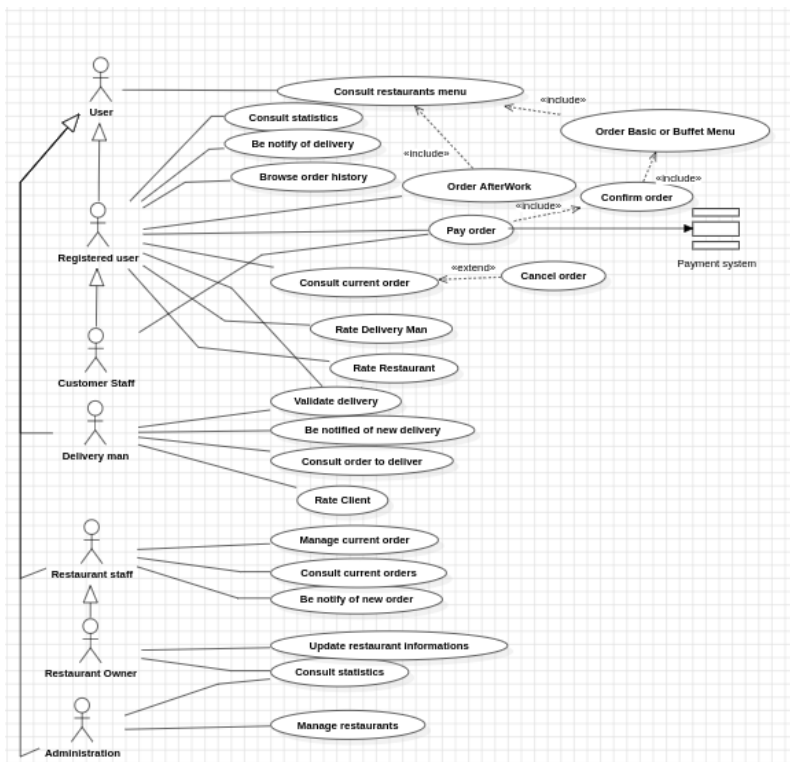 Consult restaurants menu
«include»
User
Consult statistics
Order Basic or Buffet Menu
Be notify of delivery
«include»
Browse order history
«include»
Order AfterWork
Confirm order
«include»
Pay order
Registered user
Payment system
«extend»
Cancel order
Consult current order
Rate Delivery Man
Rate Restaurant
Customer Staff
Validate delivery
Be notified of new delivery
Delivery man
Consult order to deliver
Rate Client
Manage current order
Restaurant staff
Consult current orders
Be notify of new order
Update restaurant informations
Restaurant Owner
Consult statistics
Manage restaurants
Administration